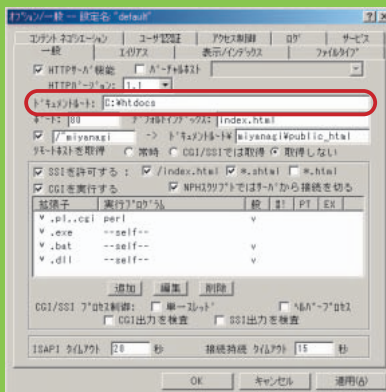 オプション/一般 -- 設定名 "default"
コンテントネゴシエーション ユーザ認証 アクセス制御 ログ サービス
一般 エイリアス 表示/インデックス ファイルタイプ
HTTPサーバ機能 バーチャルホスト
HTTPバージョン: 1.1
ドキュメントルート: C:¥htdocs
ポート: 80 デフォルトインデックス: index.html
/~miyanagi -> ドキュメントルート¥ miyanagi¥public_html
リモートホストを取得 常時 CGI/SSIでは取得 取得しない
SSIを許可する : /index.html *.shtml *.html
CGIを実行する NPHスクリプトではサーバから接続を切る
拡張子 実行プログラム 般 #! PT EX
v .pl,.cgi perl v
v .exe --self--
v .bat --self-- v
v .dll --self--
追加 編集 削除
CGI/SSI プロセス制御: 単一スレッド ヘルパープロセス
CGI出力を検査 SSI出力を検査
ISAPI タイムアウト 20 秒 接続持続 タイムアウト 15 秒
OK キャンセル 適用(A)